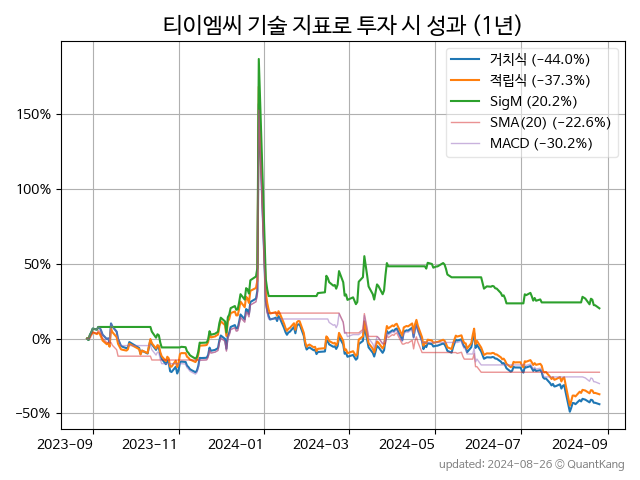 티이엠씨 기술 지표로 투자 시 성과 (1년)
거치식 (−44.0%)
적립식 (−37.3%)
SigM (20.2%)
SMA(20) (−22.6%)
MACD (−30.2%)
150%
100%
50%
0%
−50%
2023-09
2023-11
2024-01
2024-03
2024-05
2024-07
2024-09
updated: 2024-08-26 © QuantKang